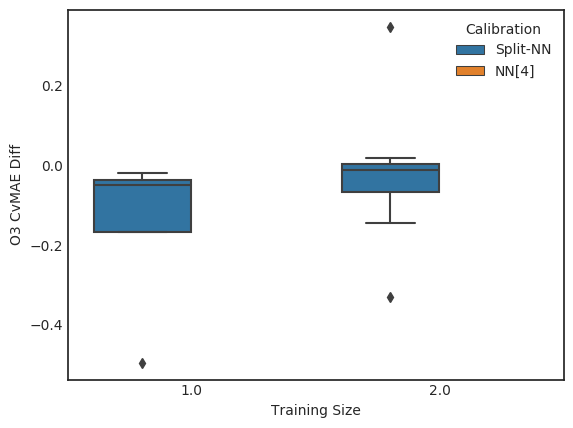 Calibration
Split-NN
NN[4]
0.2
0.0
−0.2
−0.4
O3 CvMAE Diff
1.0
2.0
Training Size